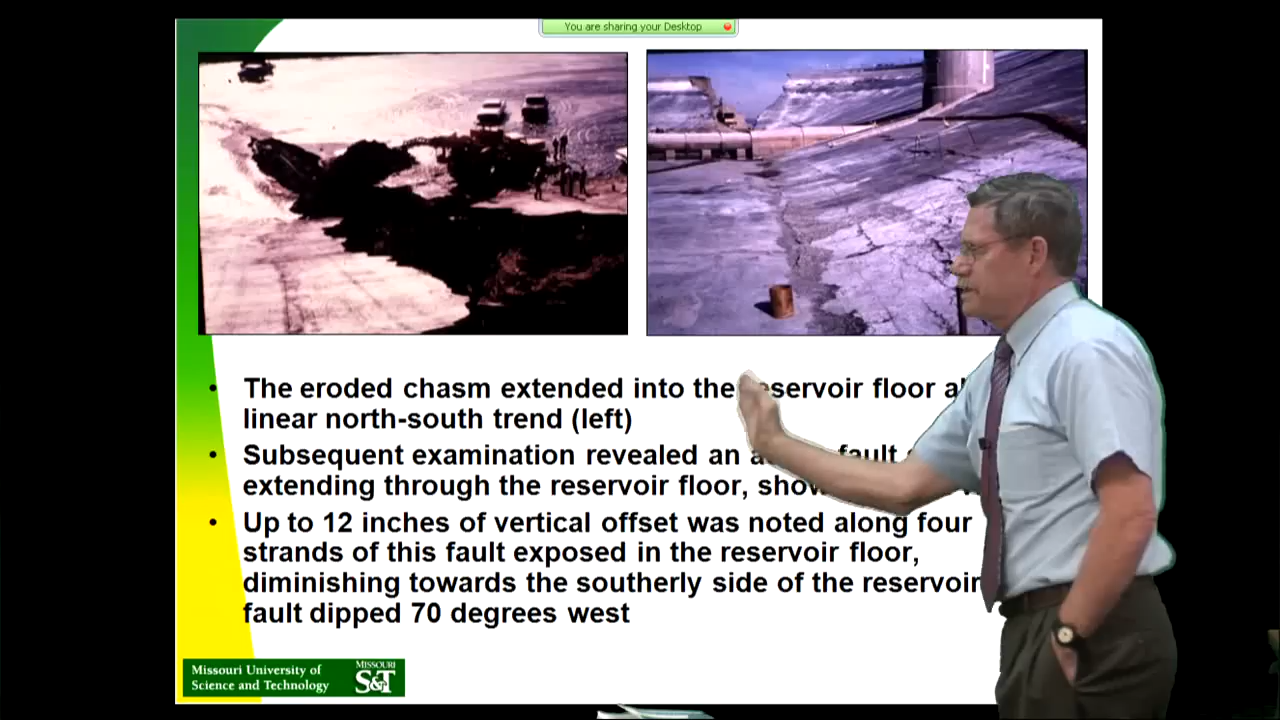 You are sharing your Desktop
The eroded chasm extended into the reservoir floor
linear north-south trend (left)
Subsequent examination revealed an fault
extending through the reservoir floor,
Up to 12 inches of vertical offset was noted along four
strands of this fault exposed in the reservoir floor,
diminishing towards the southerly side of the reservoir
fault dipped 70 degrees west
Missouri University of
Science and Technology
MISSOURI
S&T